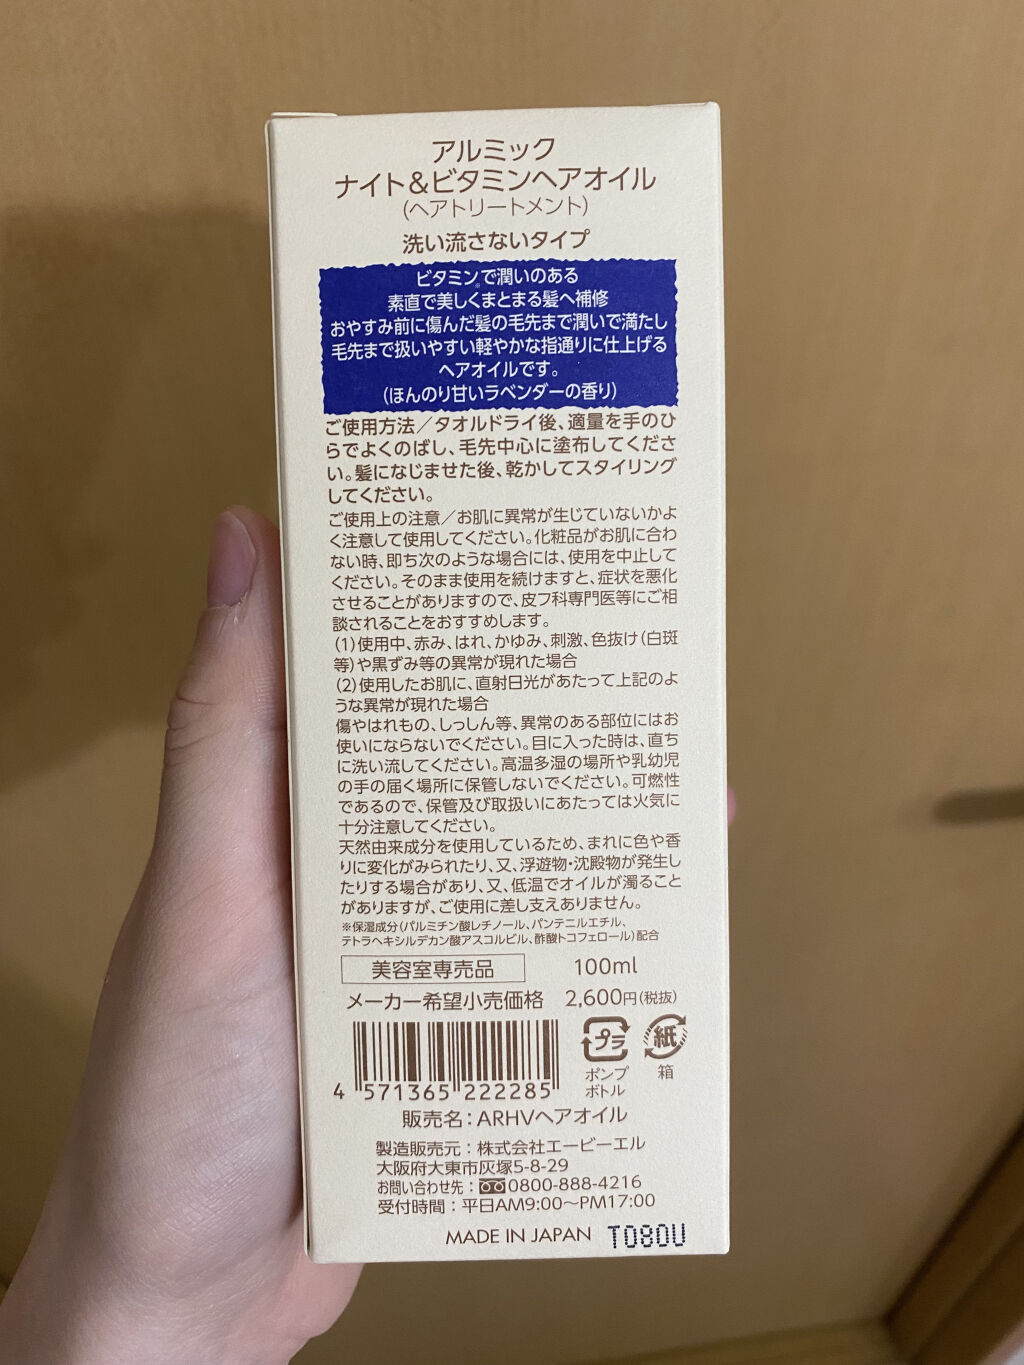 アルミック
ナイト&ビタミンヘアオイル
(ヘアトリートメント)
洗い流さないタイプ
ビタミン※で潤いのある
素直で美しくまとまる髪へ補修
おやすみ前に傷んだ髪の毛先まで潤いで満たし
毛先まで扱いやすい軽やかな指通りに仕上げる
ヘアオイルです。
(ほんのり甘いラベンダーの香り)
ご使用方法/タオルドライ後、適量を手のひ
らでよくのばし、毛先中心に塗布してくださ
い。髪になじませた後、乾かしてスタイリング
してください。
ご使用上の注意/お肌に異常が生じていないかよ
く注意して使用してください。化粧品がお肌に合わ
ない時、即ち次のような場合には、使用を中止して
ください。そのまま使用を続けますと、症状を悪化
させることがありますので、皮フ科専門医等にご相
談されることをおすすめします。
(1)使用中、赤み、はれ、かゆみ、刺激、色抜け(白斑
等)や黒ずみ等の異常が現れた場合
(2)使用したお肌に、直射日光があたって上記のよ
うな異常が現れた場合
傷やはれもの、しっしん等、異常のある部位にはお
使いにならないでください。目に入った時は、直ち
に洗い流してください。高温多湿の場所や乳幼児
の手の届く場所に保管しないでください。可燃性
であるので、保管及び取扱いにあたっては火気に
十分注意してください。
天然由来成分を使用しているため、まれに色や香
りに変化がみられたり、又、浮遊物・沈殿物が発生し
たりする場合があり、又、低温でオイルが濁ること
がありますが、ご使用に差し支えありません。
※保湿成分(パルミチン酸レチノール、パンテニルエチル、
テトラヘキシルデカン酸アスコルビル、酢酸トコフェロール)配合
美容室専売品 100ml
メーカー希望小売価格 2,600円(税抜)
プラ 紙
ポンプ 箱
ボトル
4 571365 222285
販売名:ARHVヘアオイル
製造販売元:株式会社エービーエル
大阪府大東市灰塚5-8-29
お問い合わせ先:0800-888-4216
受付時間:平日AM9:00〜PM17:00
MADE IN JAPAN T080U